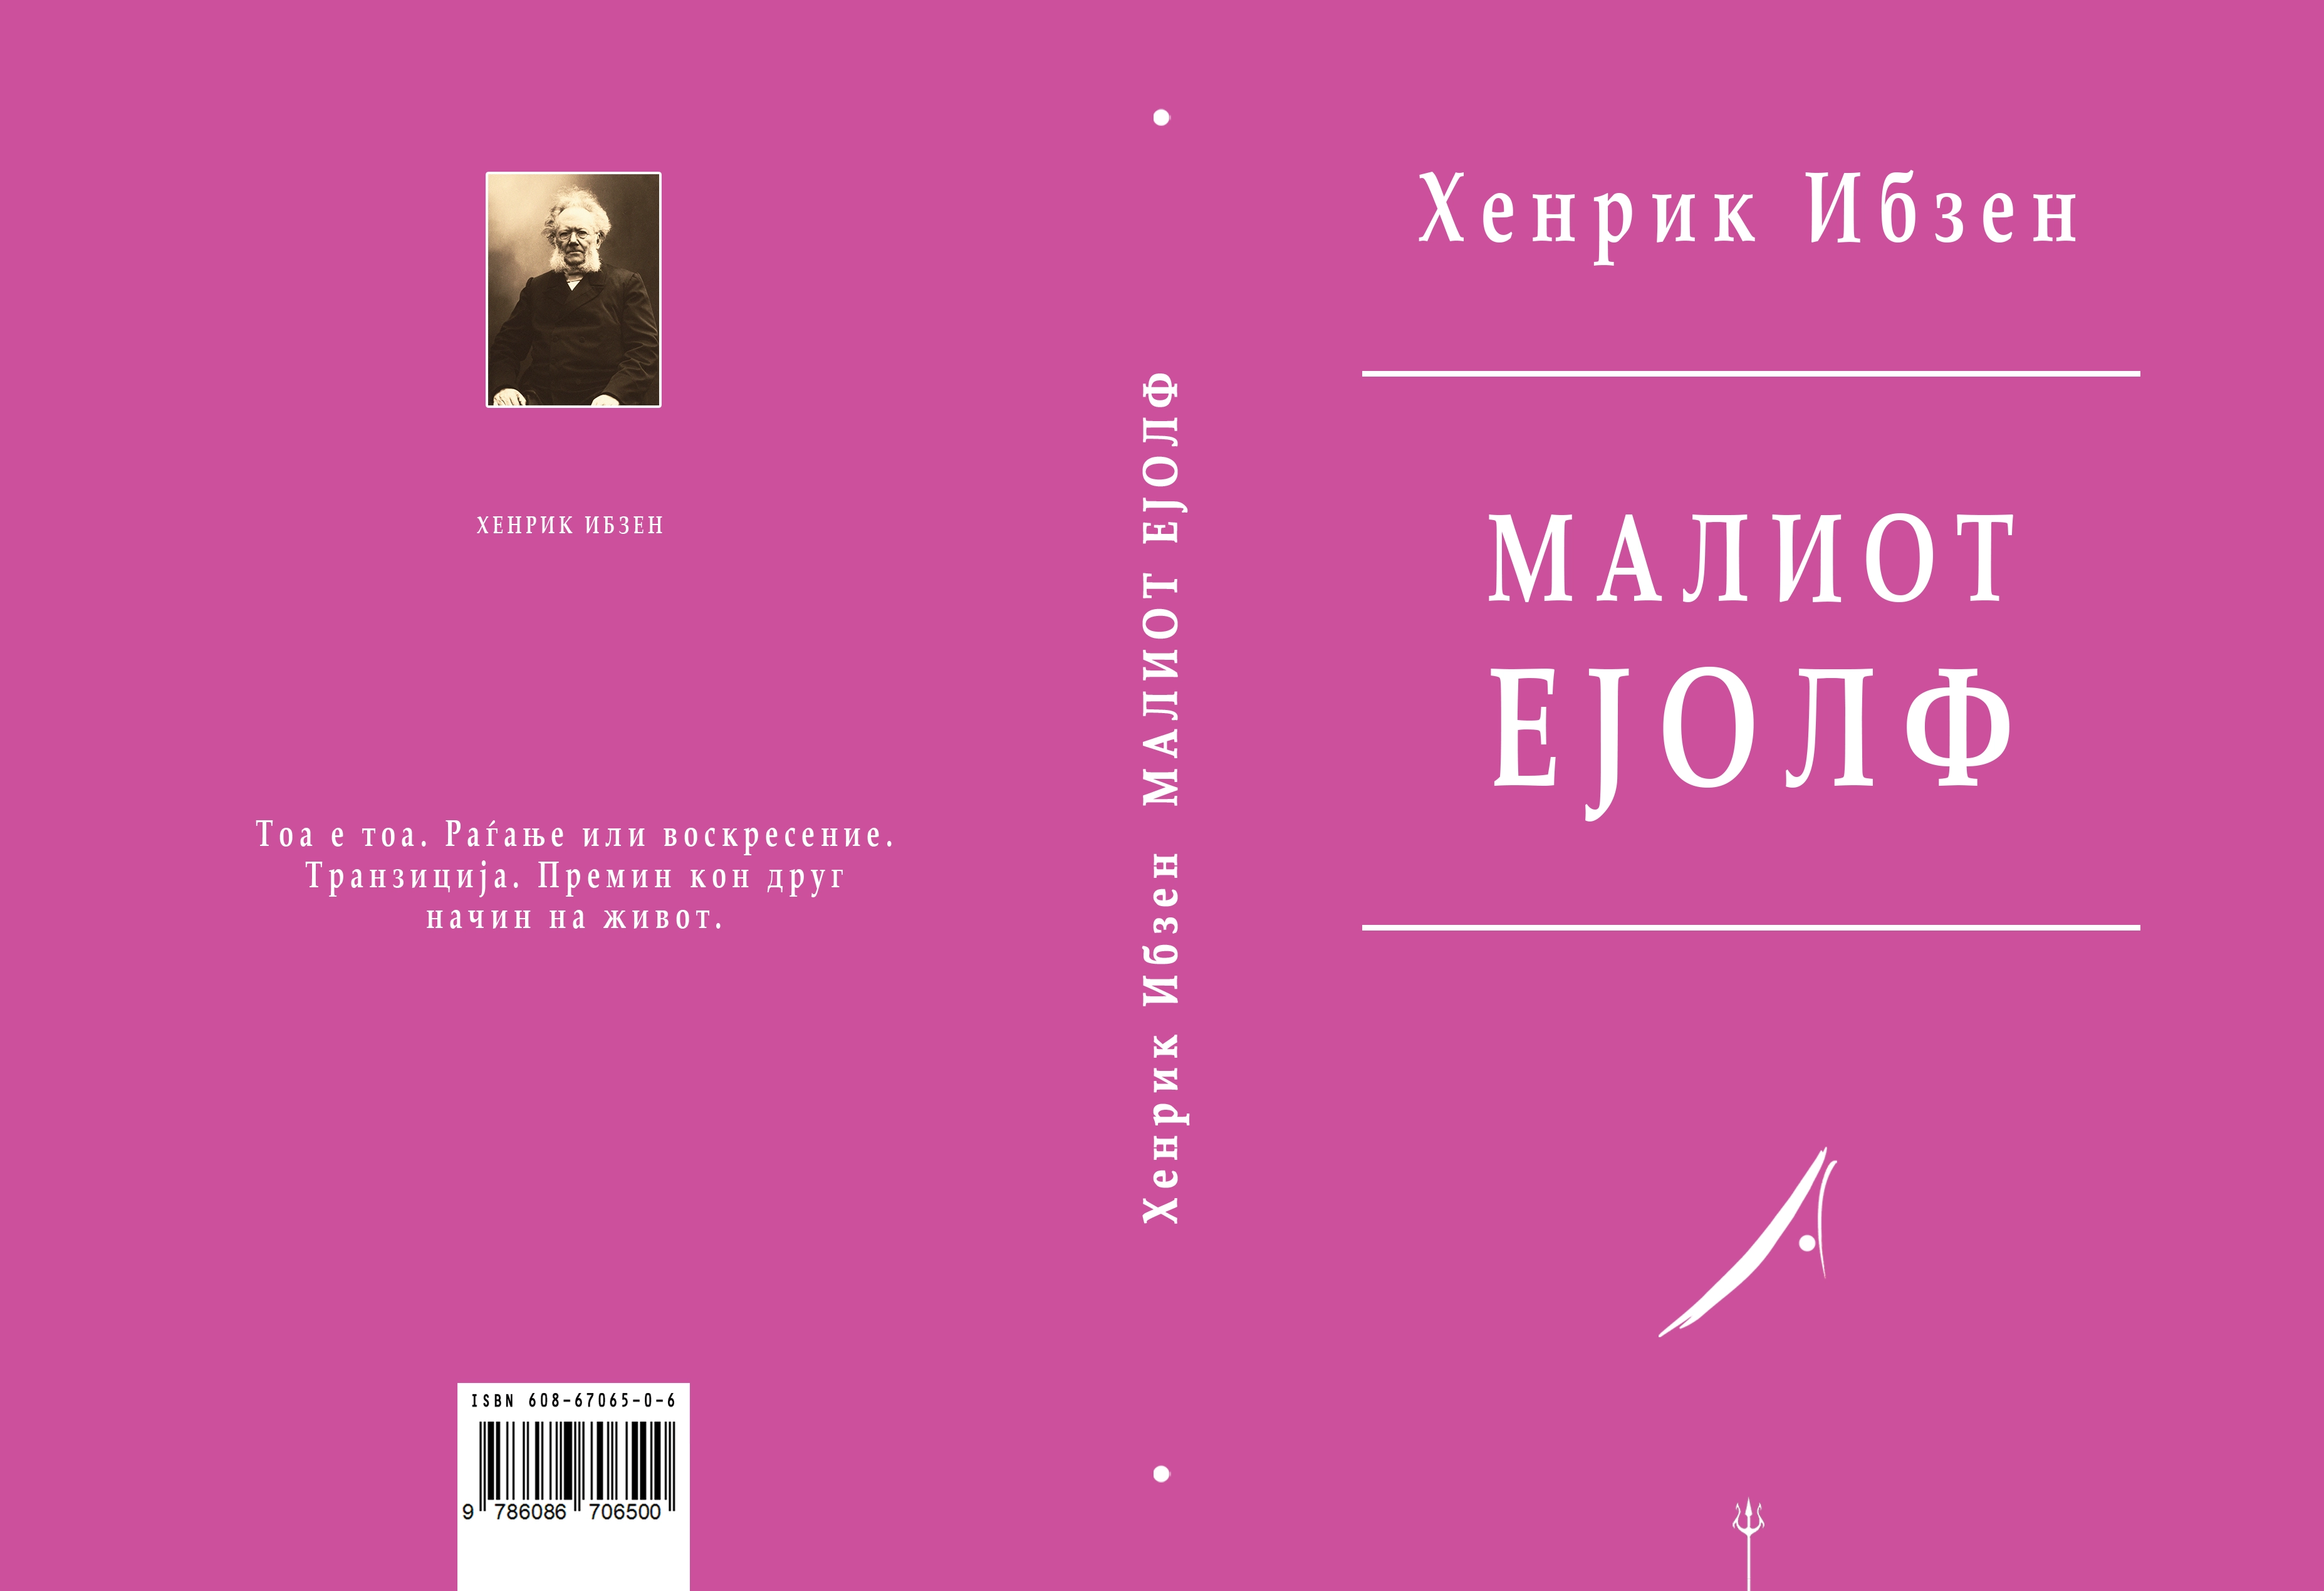 ХЕНРИК ИБЗЕН
Тоа е тоа. Раѓање или воскресение.
Транзиција. Премин кон друг
начин на живот.
ISBN 608-67065-0-6
9 786086 706500
Хенрик Ибзен МАЛИОТ ЕЈОЛФ
Хенрик Ибзен
МАЛИОТ
ЕЈОЛФ